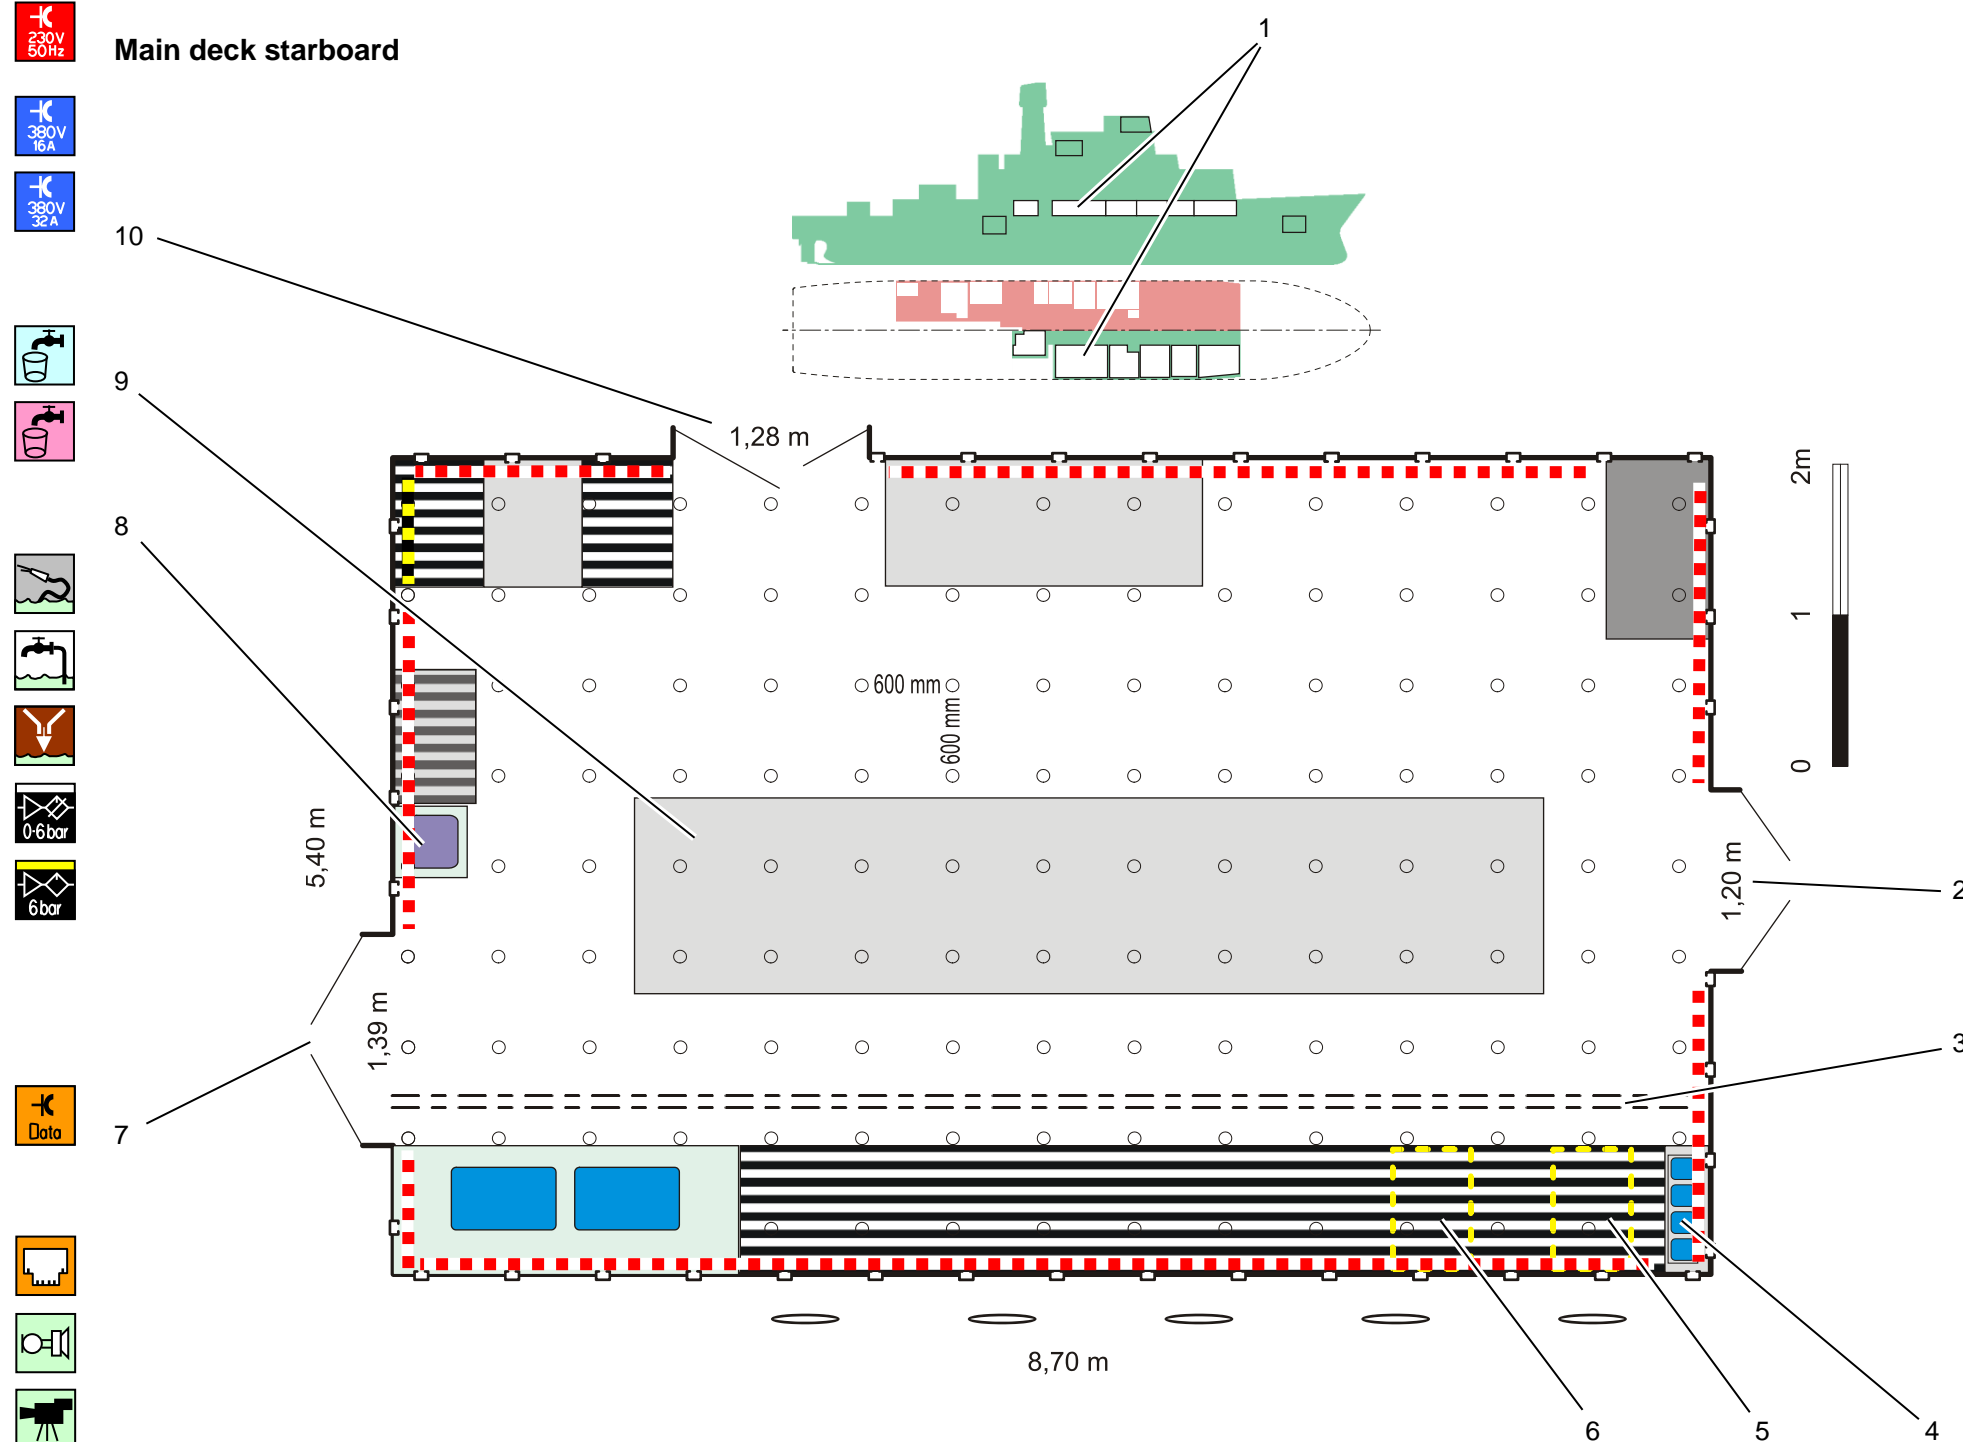 230V
50Hz
Main deck starboard
1
380V
16A
380V
32A
10
9
1,28 m
2m
8
1
600 mm
600 mm
0
0-6bar
5,40 m
6bar
1,20 m
2
1,39 m
3
Data
7
8,70 m
6
5
4